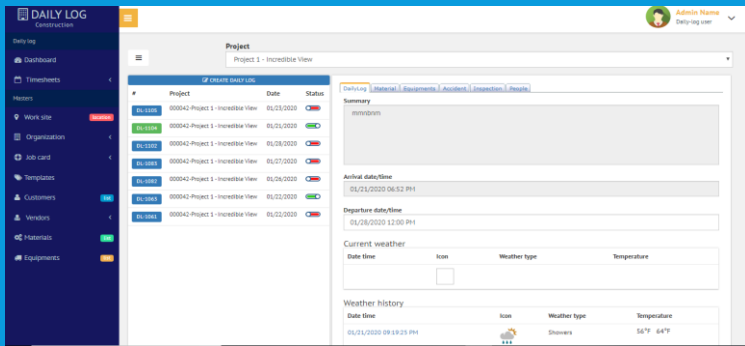 DAILY LOG
Construction
Admin Name
Daily-log user
Daily log
Dashboard
Timesheets
Masters
Work site
Organization
Job card
Templates
Customers
Vendors
Materials
Equipments
Project
Project 1 - Incredible View
CREATE DAILY LOG
# Project Date Status
DL-1105 000042-Project 1 - Incredible View 01/23/2020
DL-1104 000042-Project 1 - Incredible View 01/21/2020
DL-1102 000042-Project 1 - Incredible View 01/28/2020
DL-1083 000042-Project 1 - Incredible View 01/27/2020
DL-1082 000042-Project 1 - Incredible View 01/26/2020
DL-1063 000042-Project 1 - Incredible View 01/22/2020
DL-1061 000042-Project 1 - Incredible View 01/22/2020
DailyLog Material Equipments Accident Inspection People
Summary
mmnbnm
Arrival date/time
01/21/2020 06:52 PM
Departure date/time
01/28/2020 12:00 PM
Current weather
Date time Icon Weather type Temperature
Weather history
Date time Icon Weather type Temperature
01/21/2020 09:19:25 PM Showers 56°F 64°F